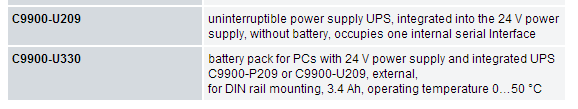 C9900-U209 uninterruptible power supply UPS, integrated into the 24 V power
supply, without battery, occupies one internal serial Interface
C9900-U330 battery pack for PCs with 24 V power supply and integrated UPS
C9900-P209 or C9900-U209, external,
for DIN rail mounting, 3.4 Ah, operating temperature 0…50 °C